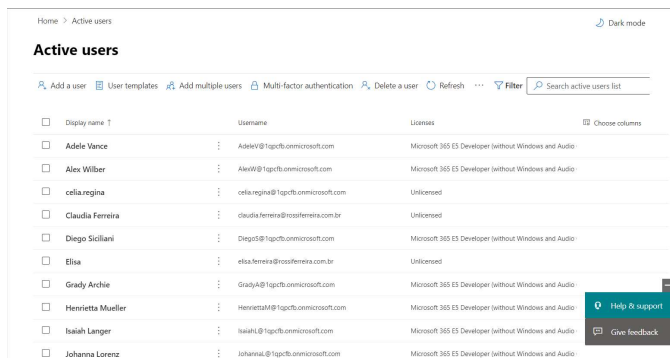 Home > Active users
Dark mode
Active users
Add a user User templates Add multiple users Multi-factor authentication Delete a user Refresh ··· Filter Search active users list
Display name ↑ Username Licenses Choose columns
Adele Vance AdeleV@1qpcfb.onmicrosoft.com Microsoft 365 E5 Developer (without Windows and Audio
Alex Wilber AlexW@1qpcfb.onmicrosoft.com Microsoft 365 E5 Developer (without Windows and Audio
celia.regina celia.regina@1qpcfb.onmicrosoft.com Unlicensed
Claudia Ferreira claudia.ferreira@rossiferreira.com.br Unlicensed
Diego Siciliani DiegoS@1qpcfb.onmicrosoft.com Microsoft 365 E5 Developer (without Windows and Audio
Elisa elisa.ferreira@rossiferreira.com.br Unlicensed
Grady Archie GradyA@1qpcfb.onmicrosoft.com Microsoft 365 E5 Developer (without Windows and Audio
Henrietta Mueller HenriettaM@1qpcfb.onmicrosoft.com Microsoft 365 E5 Developer (without Windows and Audio
Help & support
Isaiah Langer IsaiahL@1qpcfb.onmicrosoft.com Microsoft 365 E5 Developer (without Windows and Audio
Give feedback
Johanna Lorenz JohannaL@1qpcfb.onmicrosoft.com Microsoft 365 E5 Developer (without Windows and Audio